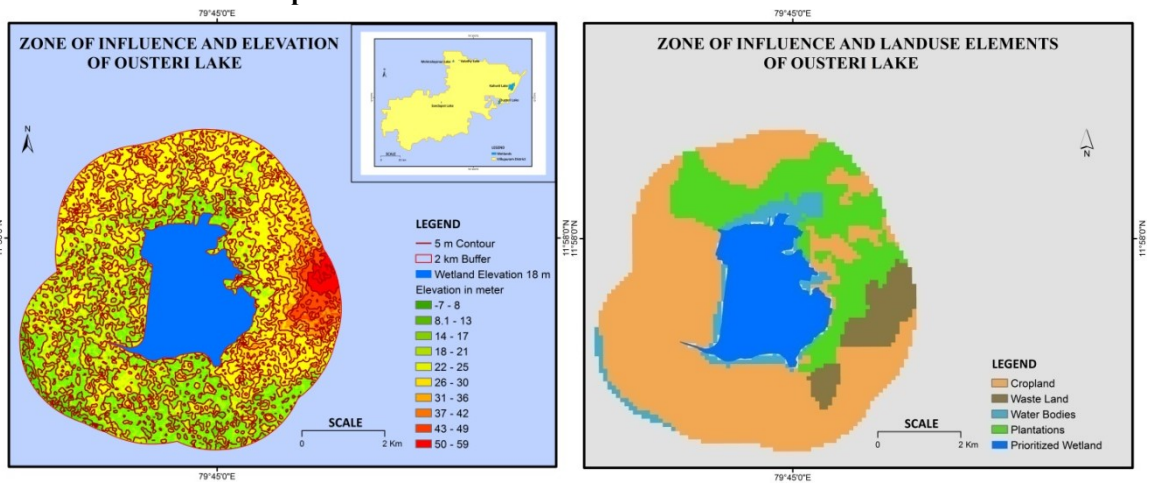 79°45'0"E
79°45'0"E
ZONE OF INFLUENCE AND ELEVATION
OF OUSTERI LAKE
N
LEGEND
5 m Contour
2 km Buffer
Wetland Elevation 18 m
Elevation in meter
-7 - 8
8.1 - 13
14 - 17
18 - 21
22 - 25
26 - 30
31 - 36
37 - 42
43 - 49
50 - 59
SCALE
0 2 Km
79°45'0"E
11°58'0"N
ZONE OF INFLUENCE AND LANDUSE ELEMENTS
OF OUSTERI LAKE
N
11°58'0"N
LEGEND
Cropland
Waste Land
Water Bodies
Plantations
Prioritized Wetland
SCALE
0 2 Km
79°45'0"E